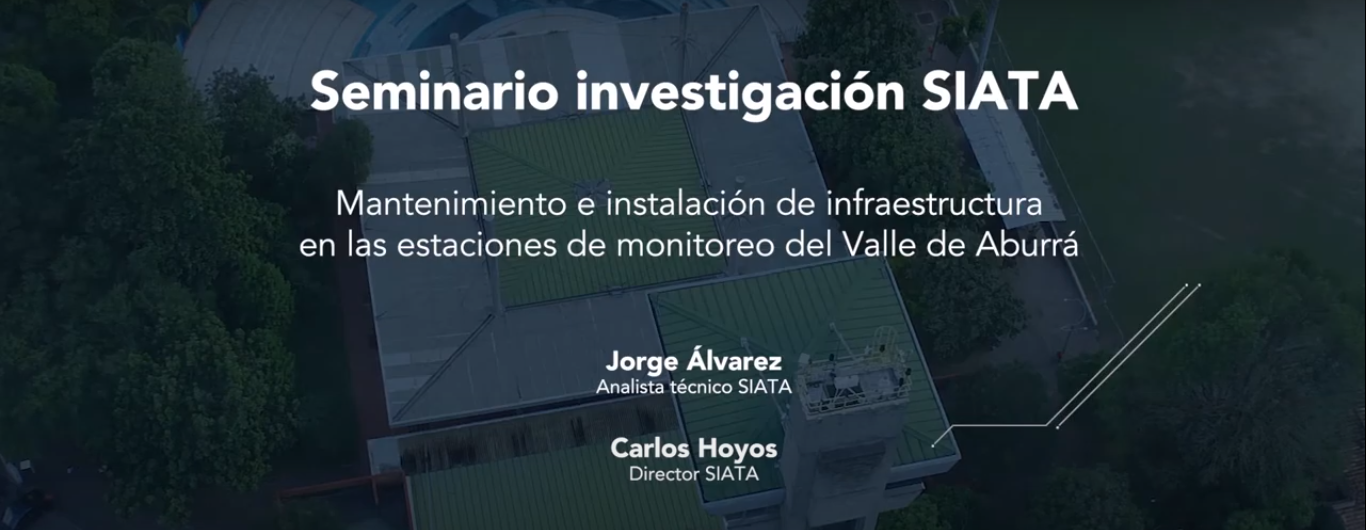 Seminario investigación SIATA
Mantenimiento e instalación de infraestructura
en las estaciones de monitoreo del Valle de Aburrá
Jorge Álvarez
Analista técnico SIATA
Carlos Hoyos
Director SIATA